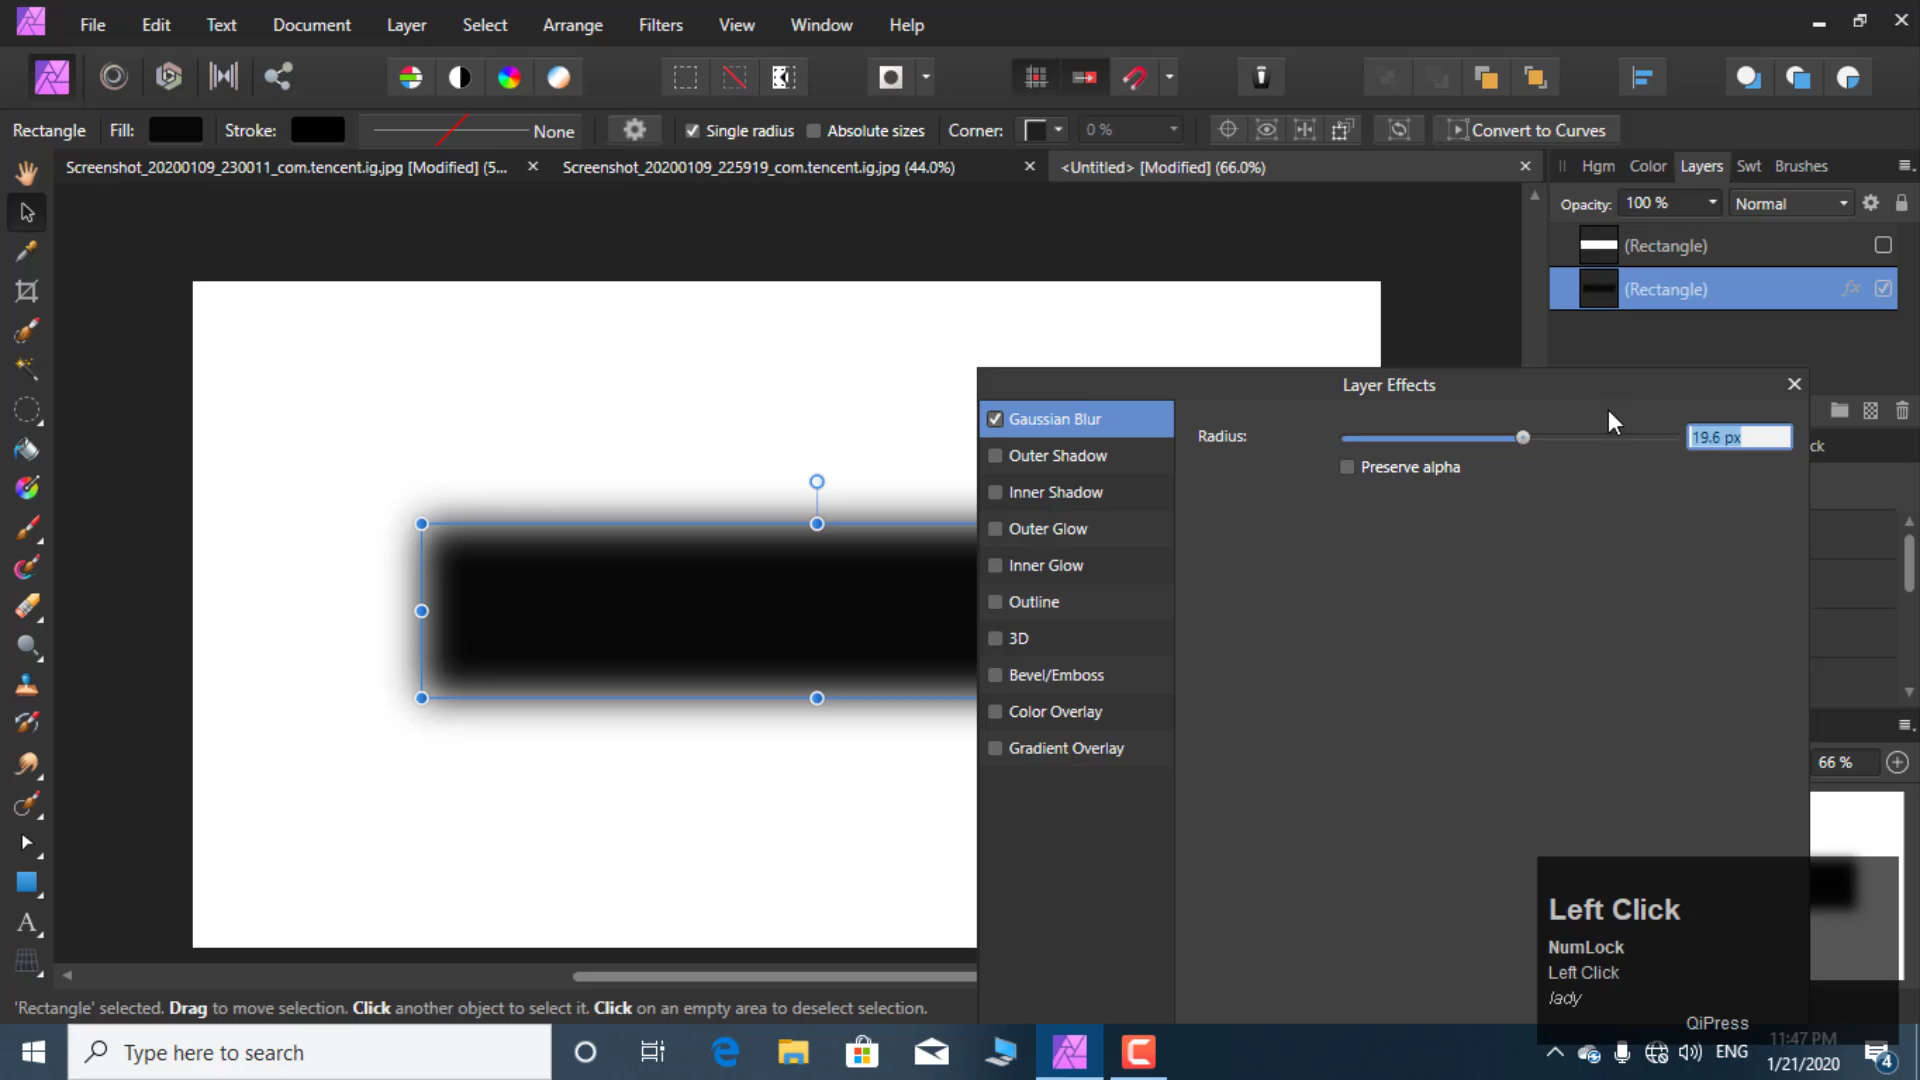 File Edit Text Document Layer Select Arrange Filters View Window Help
Rectangle Fill: Stroke: None Single radius Absolute sizes Corner: 0 % Convert to Curves
Screenshot_20200109_230011_com.tencent.ig.jpg [Modified] (5... Screenshot_20200109_225919_com.tencent.ig.jpg (44.0%) <Untitled> [Modified] (66.0%)
Hgm Color Layers Swt Brushes
Opacity: 100 % Normal
(Rectangle)
(Rectangle) fx
Layer Effects
Gaussian Blur
Outer Shadow
Inner Shadow
Outer Glow
Inner Glow
Outline
3D
Bevel/Emboss
Color Overlay
Gradient Overlay
Radius: 19.6 px
Preserve alpha
ck
66 %
Left Click
NumLock
Left Click
lady
QiPress
'Rectangle' selected. Drag to move selection. Click another object to select it. Click on an empty area to deselect selection.
Type here to search
ENG
11:47 PM
1/21/2020
4